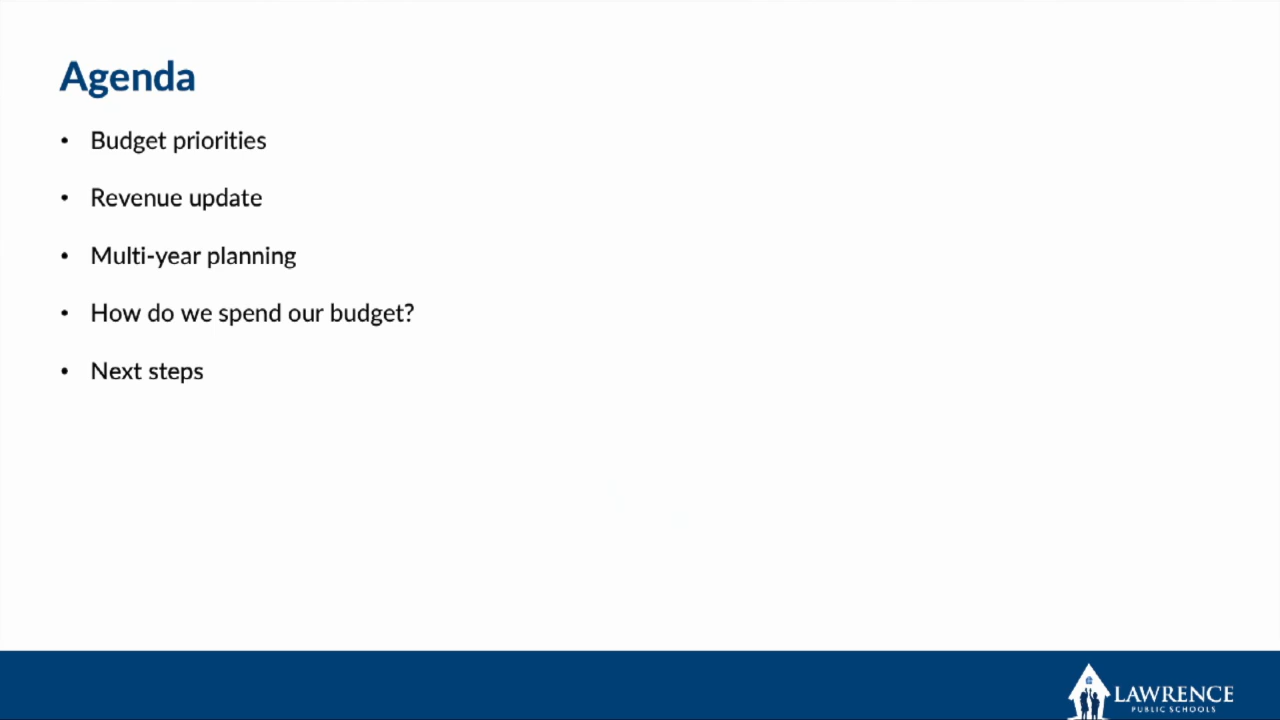 Agenda
• Budget priorities
• Revenue update
• Multi-year planning
• How do we spend our budget?
• Next steps
LAWRENCE
PUBLIC SCHOOLS